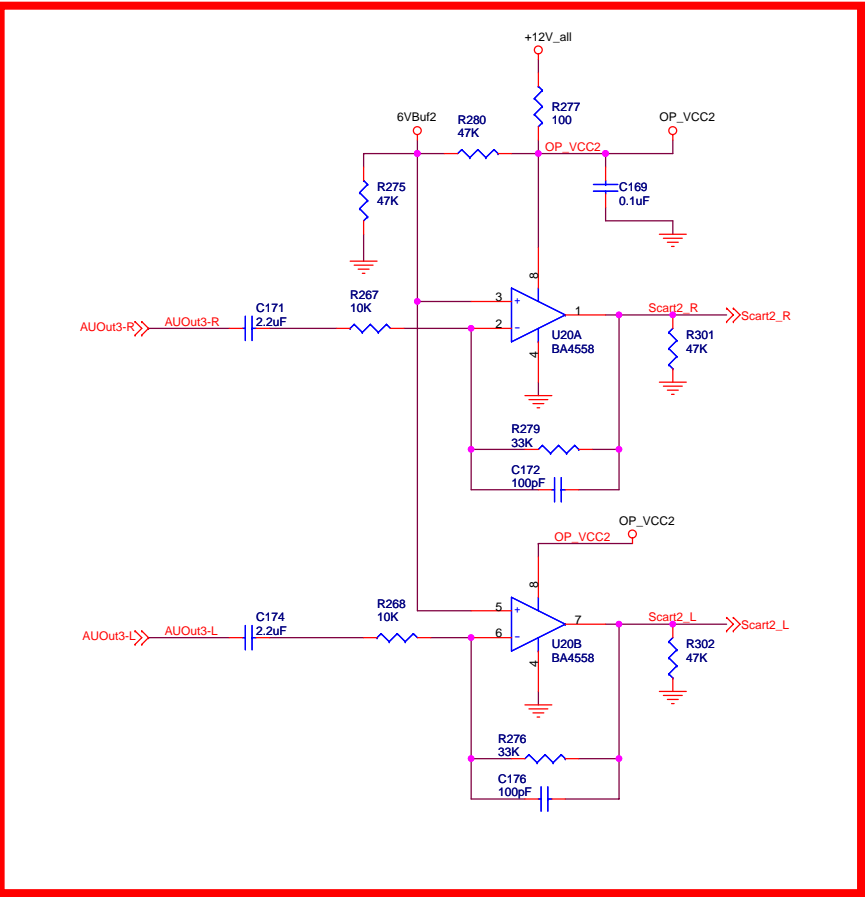 +12V_all
R277
100
6VBuf2
R280
47K
OP_VCC2
OP_VCC2
R275
47K
C169
0.1uF
8
AUOut3-R
AUOut3-R
C171
2.2uF
R267
10K
3
2
+
-
1
4
U20A
BA4558
Scart2_R
Scart2_R
R301
47K
R279
33K
C172
100pF
OP_VCC2
OP_VCC2
8
AUOut3-L
AUOut3-L
C174
2.2uF
R268
10K
5
6
+
-
7
4
U20B
BA4558
Scart2_L
Scart2_L
R302
47K
R276
33K
C176
100pF